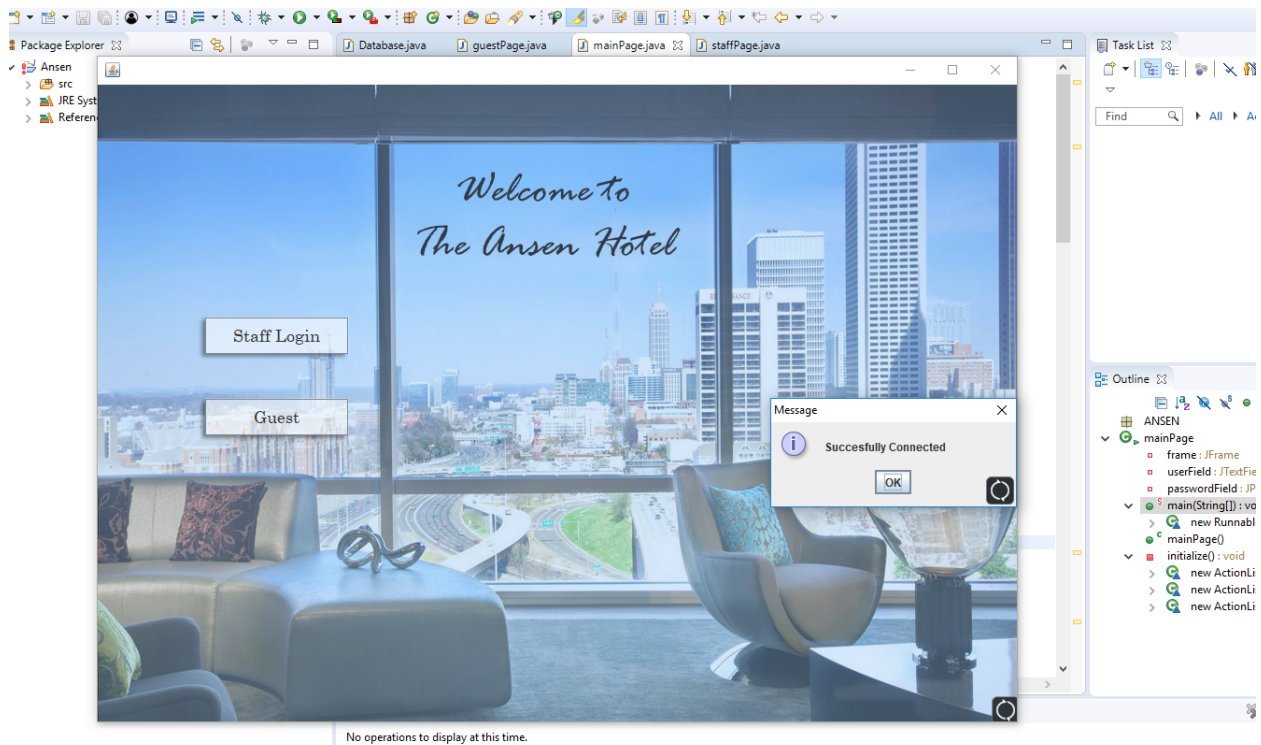 Package Explorer
Database.java
guestPage.java
mainPage.java
staffPage.java
Task List
Ansen
src
JRE Syst
Referen
Find
All
Welcome to
The Ansen Hotel
Staff Login
Guest
Message
Succesfully Connected
OK
Outline
ANSEN
mainPage
frame : JFrame
userField : JTextFie
passwordField : JP
main(String[]) : vo
new Runnabl
mainPage()
initialize() : void
new ActionLi
new ActionLi
new ActionLi
No operations to display at this time.